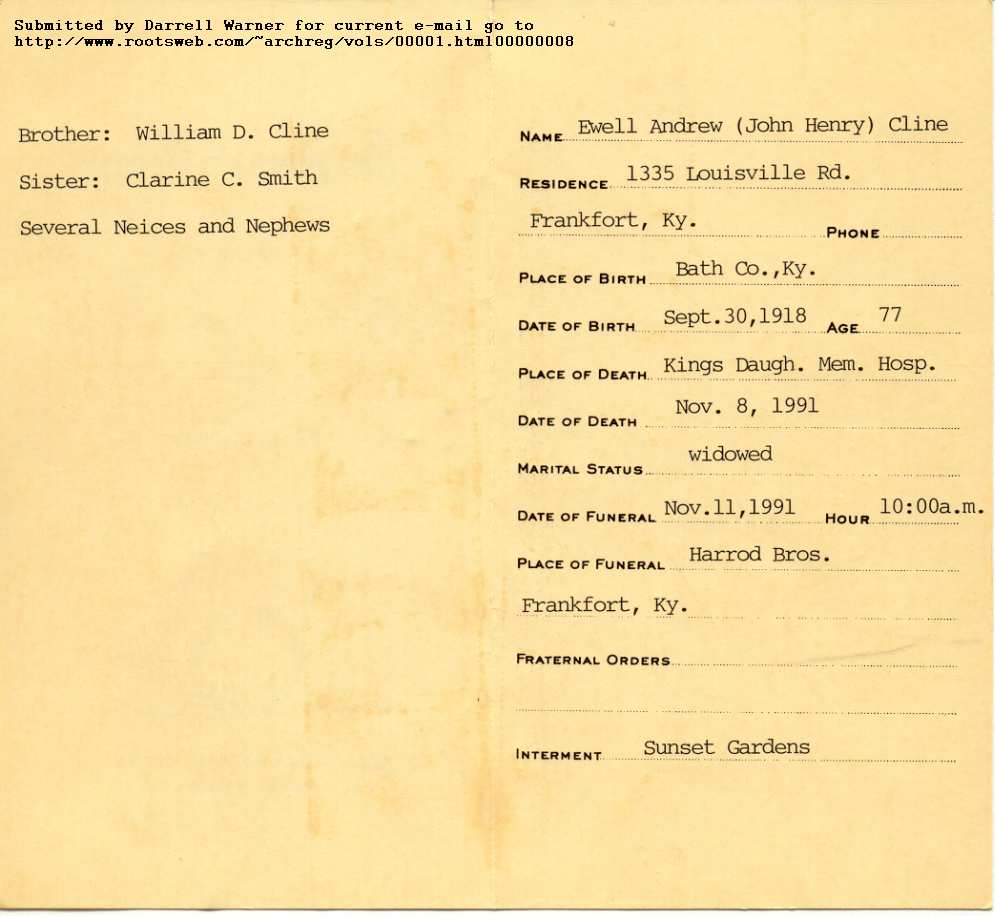 Submitted by Darrell Warner for current e-mail go to
http://www.rootsweb.com/~archreg/vols/00001.html00000008
Brother: William D. Cline
Sister: Clarine C. Smith
Several Neices and Nephews
NAME Ewell Andrew (John Henry) Cline
RESIDENCE 1335 Louisville Rd.
Frankfort, Ky. PHONE
PLACE OF BIRTH Bath Co.,Ky.
DATE OF BIRTH Sept.30,1918 AGE 77
PLACE OF DEATH Kings Daugh. Mem. Hosp.
DATE OF DEATH Nov. 8, 1991
MARITAL STATUS widowed
DATE OF FUNERAL Nov.11,1991 HOUR 10:00a.m.
PLACE OF FUNERAL Harrod Bros.
Frankfort, Ky.
FRATERNAL ORDERS
INTERMENT Sunset Gardens